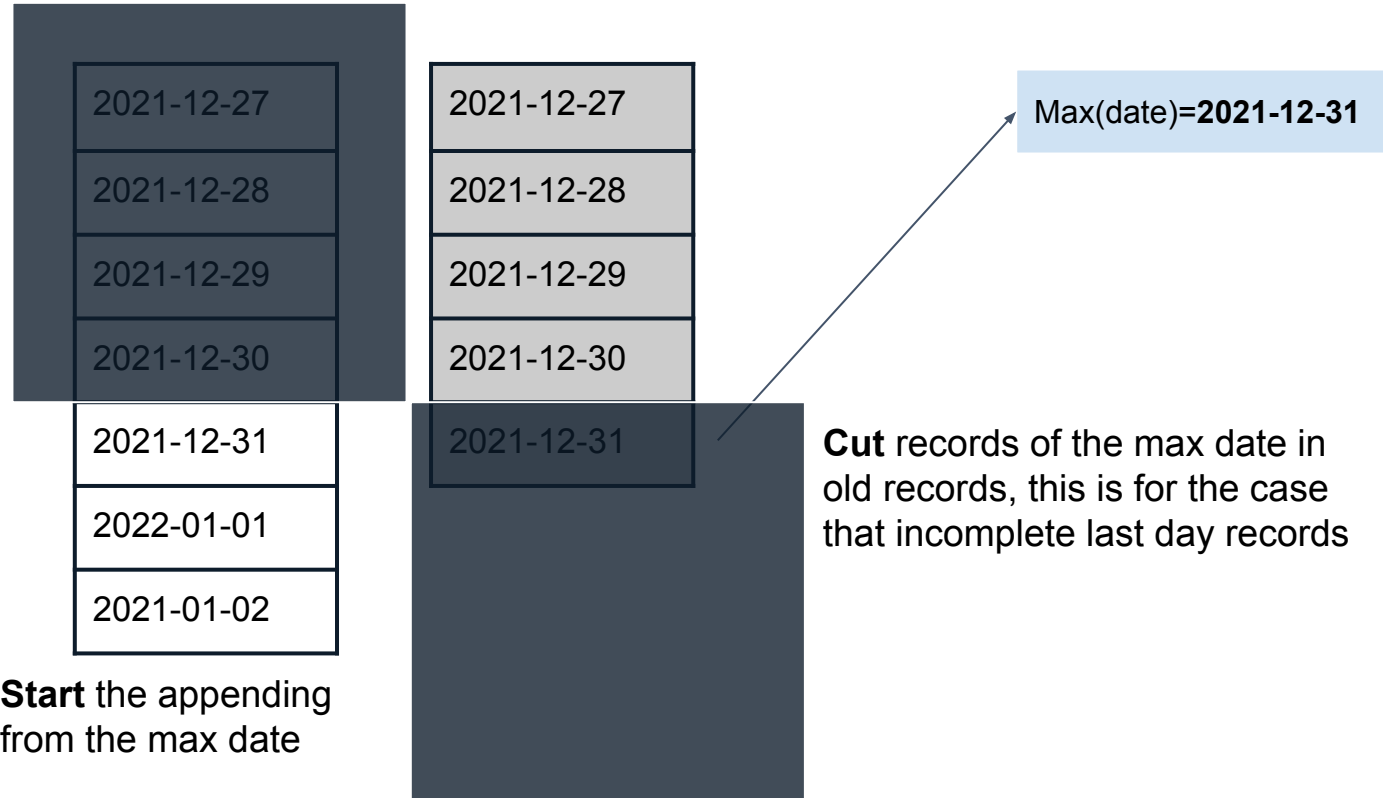 2021-12-27
2021-12-28
2021-12-29
2021-12-30
2021-12-31
2022-01-01
2021-01-02
Start the appending
from the max date
2021-12-27
2021-12-28
2021-12-29
2021-12-30
2021-12-31
Max(date)=2021-12-31
Cut records of the max date in
old records, this is for the case
that incomplete last day records